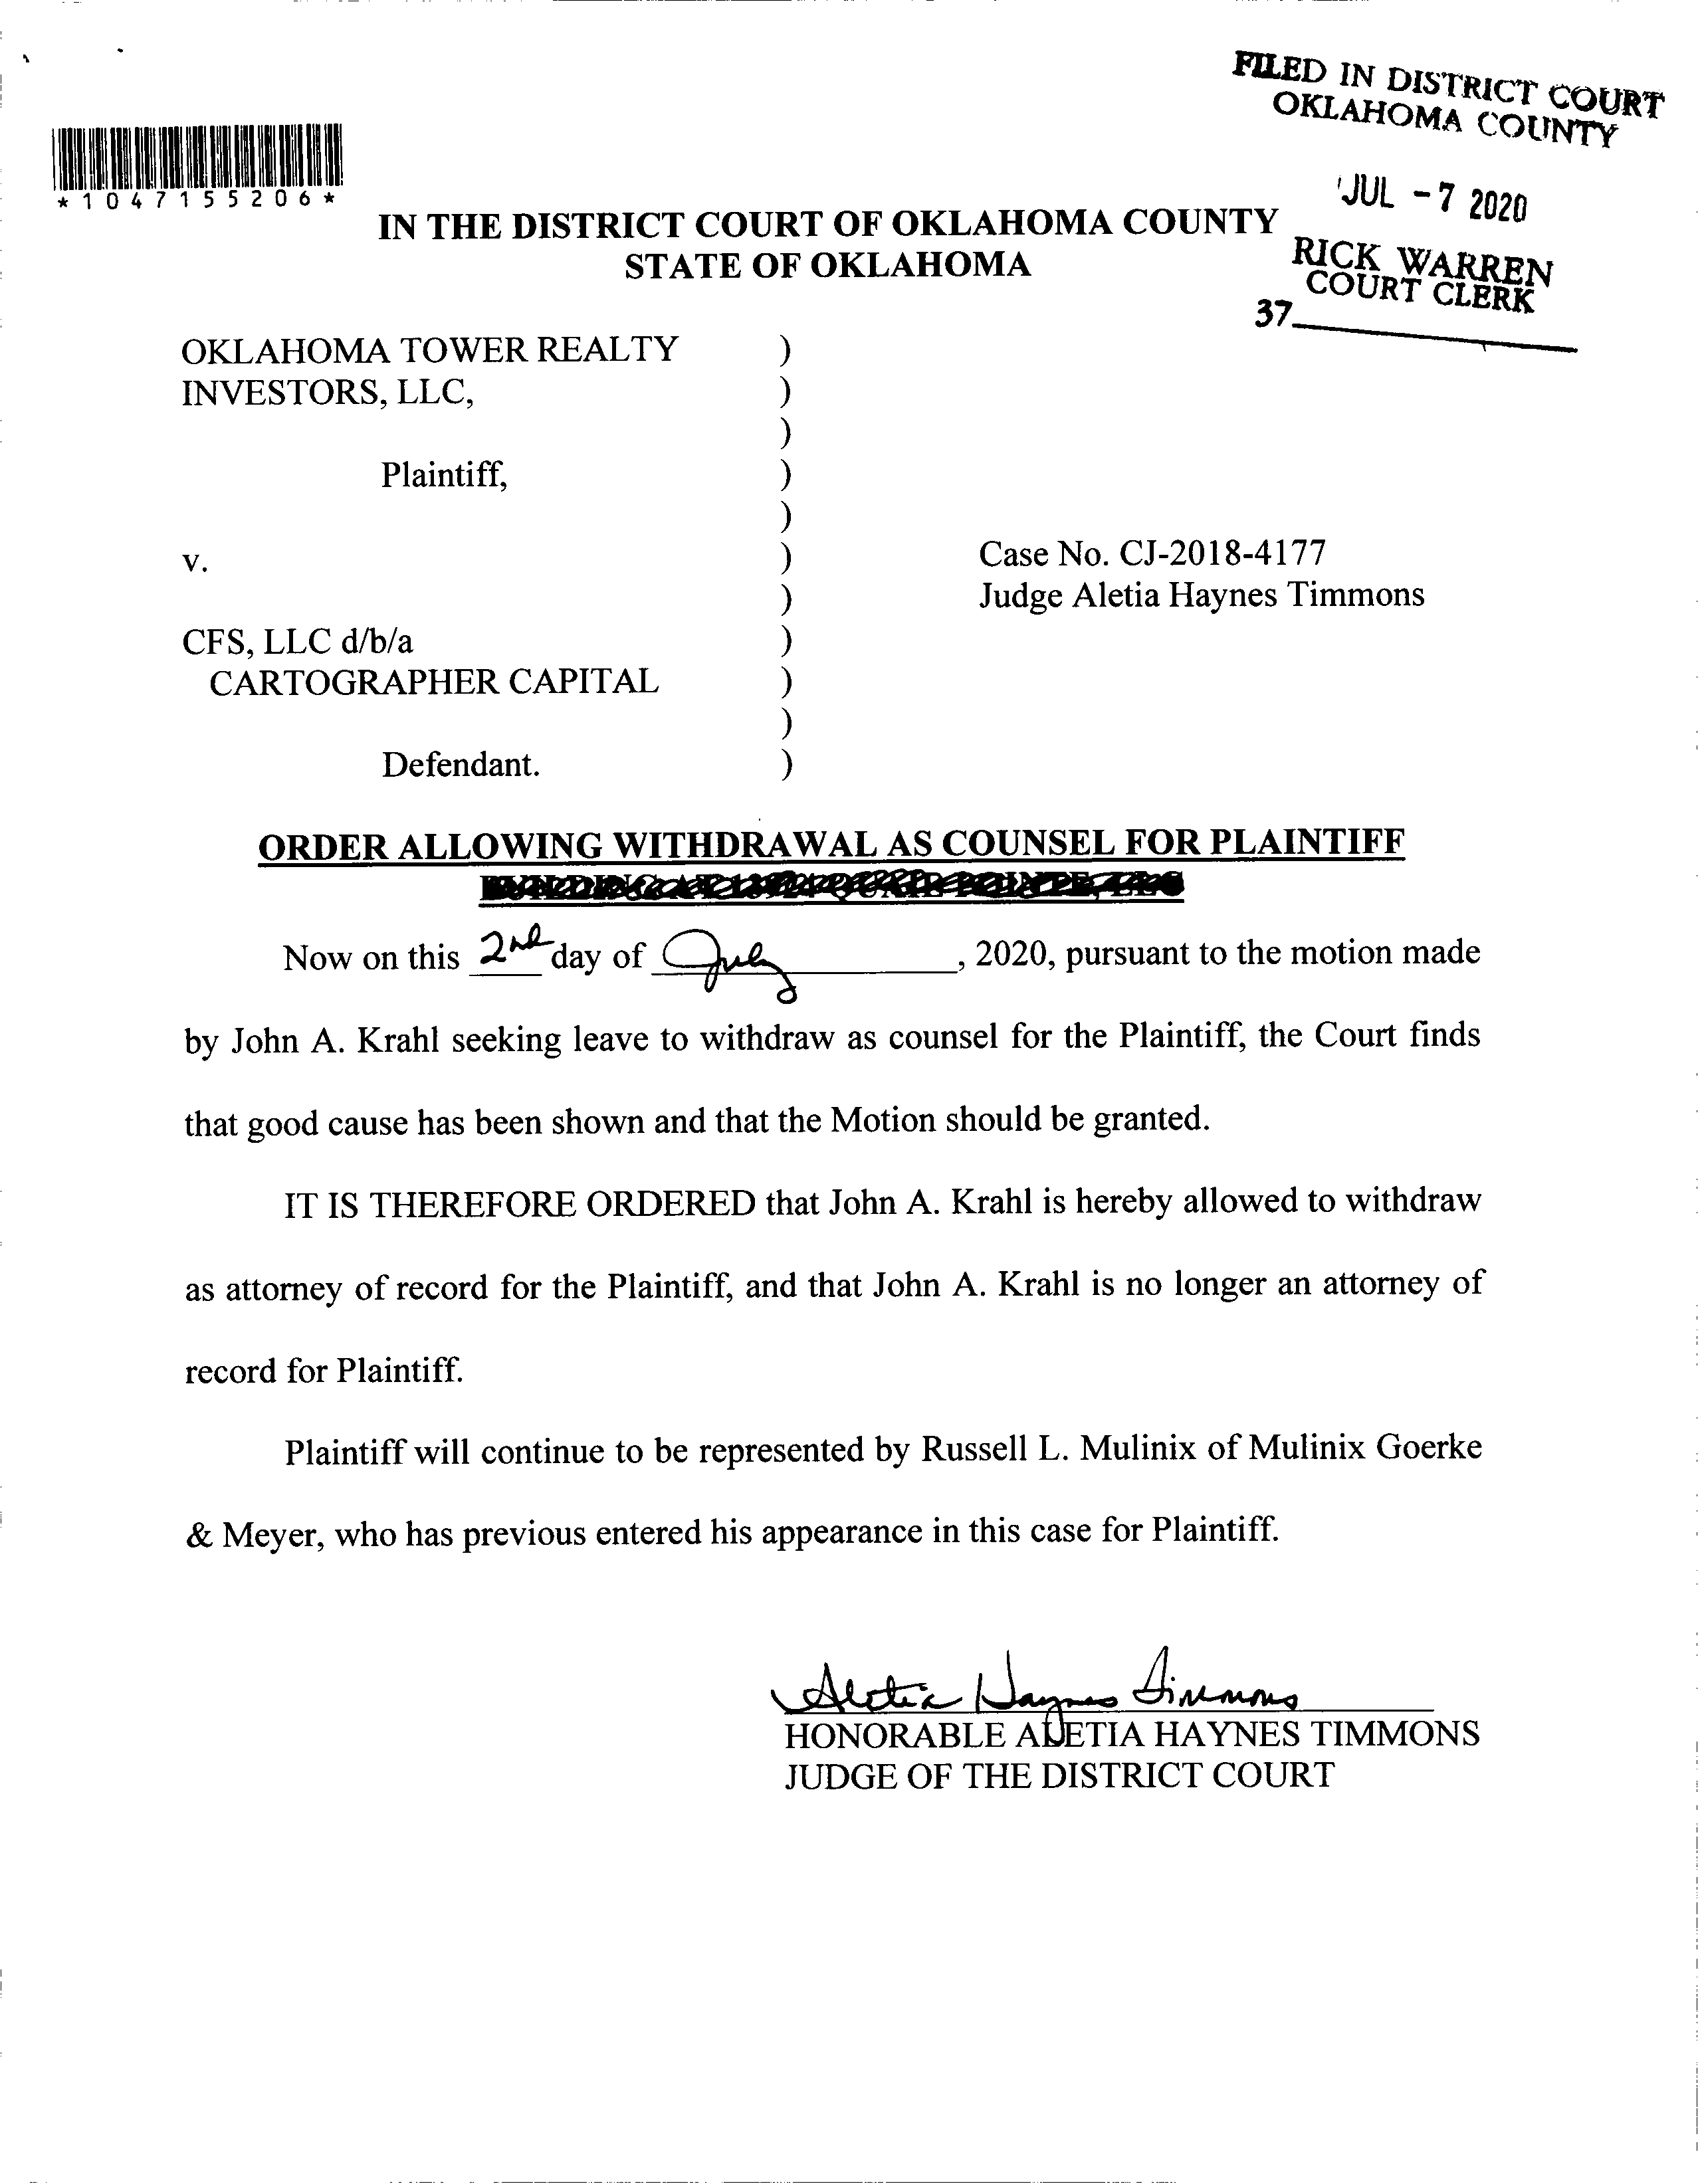 FILED IN DISTRICT COURT
OKLAHOMA COUNTY
JUL -7 2020
RICK WARREN
COURT CLERK
37
*1047155206*
IN THE DISTRICT COURT OF OKLAHOMA COUNTY
STATE OF OKLAHOMA
OKLAHOMA TOWER REALTY )
INVESTORS, LLC, )
)
Plaintiff, )
)
v. ) Case No. CJ-2018-4177
) Judge Aletia Haynes Timmons
CFS, LLC d/b/a )
CARTOGRAPHER CAPITAL )
)
Defendant. )
ORDER ALLOWING WITHDRAWAL AS COUNSEL FOR PLAINTIFF
Now on this 2nd day of July, 2020, pursuant to the motion made
by John A. Krahl seeking leave to withdraw as counsel for the Plaintiff, the Court finds
that good cause has been shown and that the Motion should be granted.
IT IS THEREFORE ORDERED that John A. Krahl is hereby allowed to withdraw
as attorney of record for the Plaintiff, and that John A. Krahl is no longer an attorney of
record for Plaintiff.
Plaintiff will continue to be represented by Russell L. Mulinix of Mulinix Goerke
& Meyer, who has previous entered his appearance in this case for Plaintiff.
Aletia Haynes Timmons
HONORABLE ALETIA HAYNES TIMMONS
JUDGE OF THE DISTRICT COURT